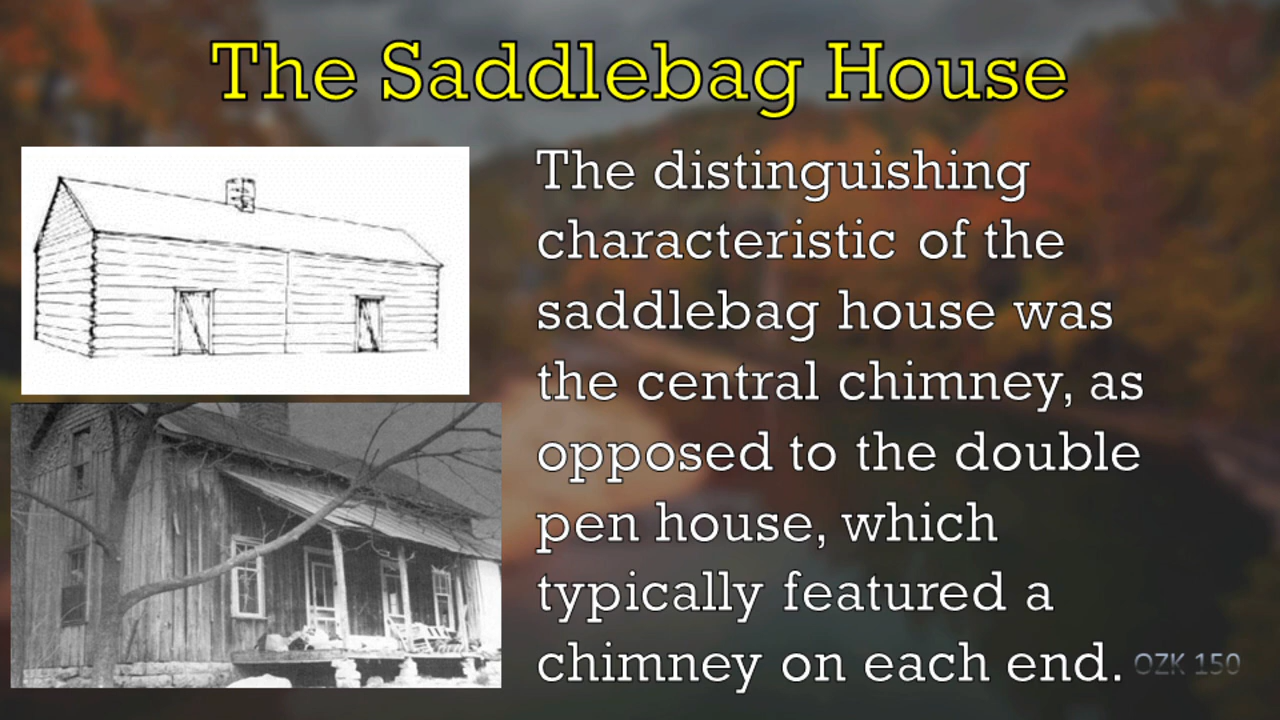 The Saddlebag House
The distinguishing
characteristic of the
saddlebag house was
the central chimney, as
opposed to the double
pen house, which
typically featured a
chimney on each end.
OZK 150